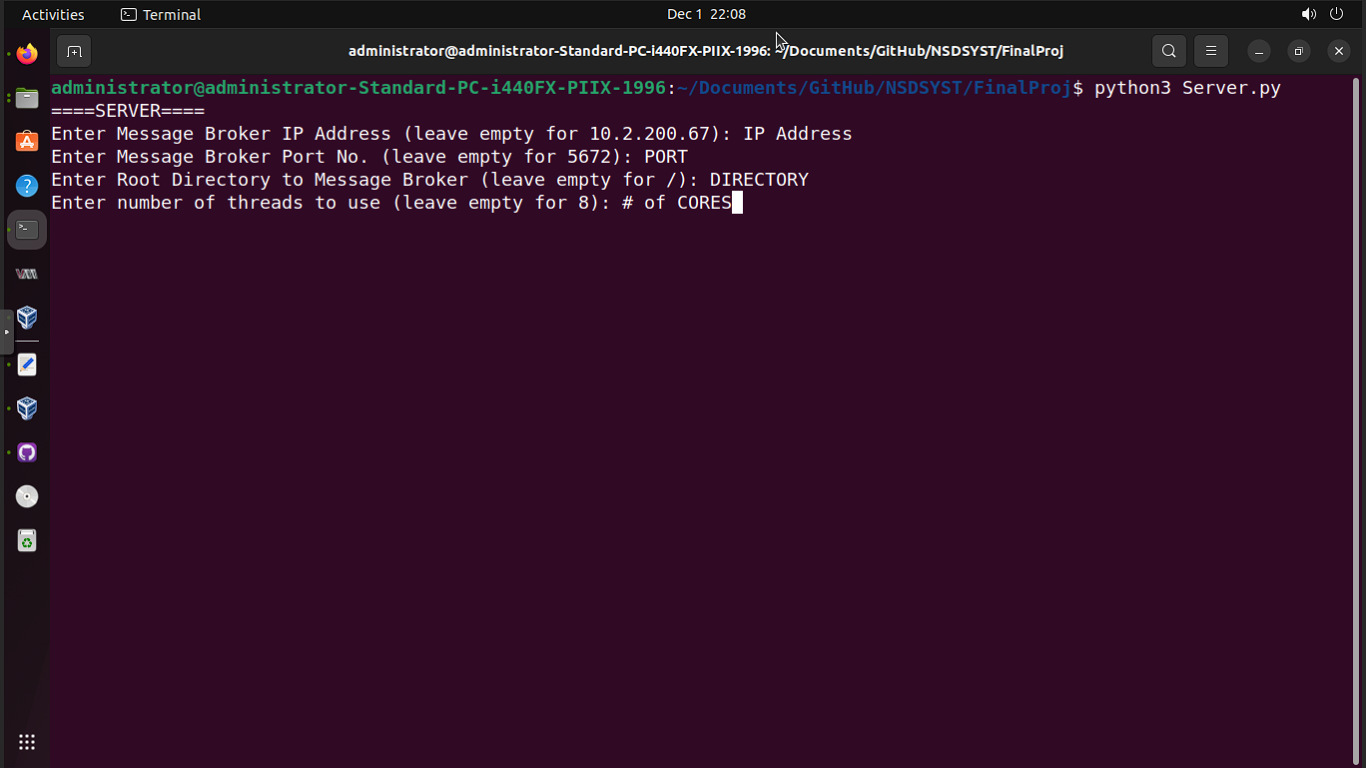 Activities
Terminal
Dec 1 22:08
administrator@administrator-Standard-PC-i440FX-PIIX-1996: ~/Documents/GitHub/NSDSYST/FinalProj
administrator@administrator-Standard-PC-i440FX-PIIX-1996:~/Documents/GitHub/NSDSYST/FinalProj$ python3 Server.py
====SERVER====
Enter Message Broker IP Address (leave empty for 10.2.200.67): IP Address
Enter Message Broker Port No. (leave empty for 5672): PORT
Enter Root Directory to Message Broker (leave empty for /): DIRECTORY
Enter number of threads to use (leave empty for 8): # of CORES